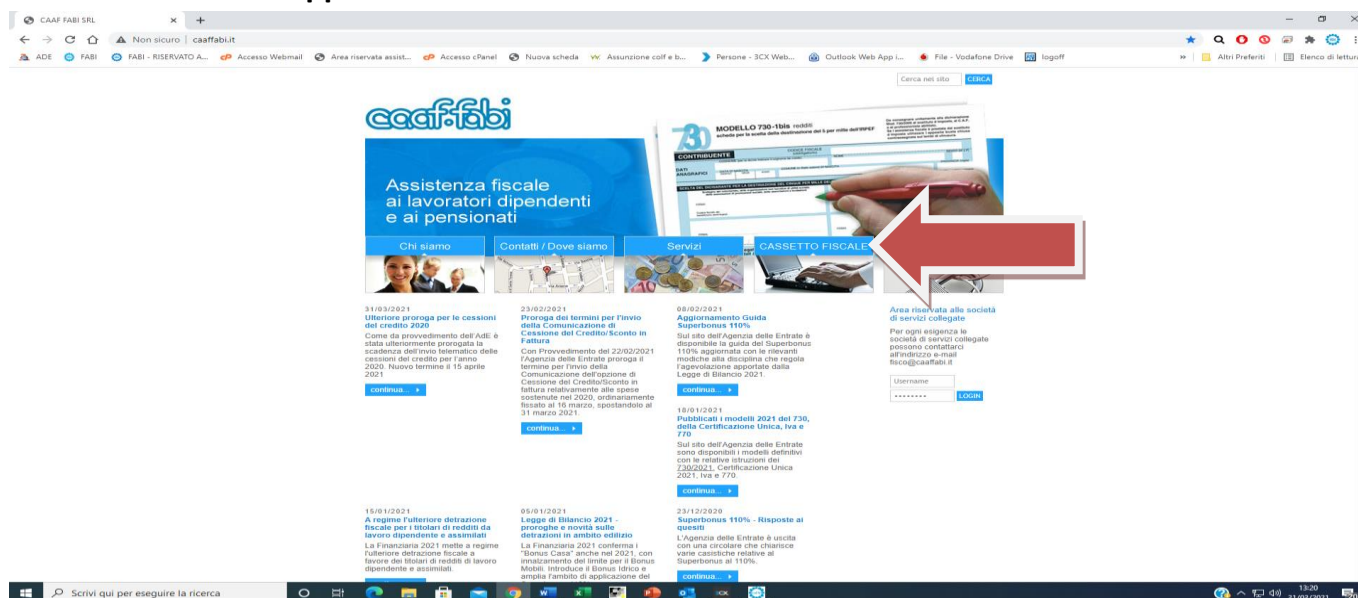 CAAF FABI SRL
Non sicuro | caaffabi.it
ADE FABI FABI - RISERVATO A... Accesso Webmail Area riservata assist... Accesso cPanel Nuova scheda Assunzione colf e b... Persone - 3CX Web... Outlook Web App i... File - Vodafone Drive logoff » Altri Preferiti Elenco di lettura
Cerca nel sito CERCA
caaf-fabi
730 MODELLO 730-1bis redditi
scheda per la scelta della destinazione del 5 per mille dell'IRPEF
CONTRIBUENTE
DATI
ANAGRAFICI
Assistenza fiscale
ai lavoratori dipendenti
e ai pensionati
Chi siamo Contatti / Dove siamo Servizi CASSETTO FISCALE
31/03/2021
Ulteriore proroga per le cessioni
del credito 2020
Come da provvedimento dell'AdE è
stata ulteriormente prorogata la
scadenza dell'invio telematico delle
cessioni del credito per l'anno
2020. Nuovo termine il 15 aprile
2021
continua...
23/02/2021
Proroga dei termini per l'invio
della Comunicazione di
Cessione del Credito/Sconto in
Fattura
Con Provvedimento del 22/02/2021
l'Agenzia delle Entrate proroga il
termine per l'invio della
Comunicazione dell'opzione di
Cessione del Credito/Sconto in
fattura relativamente alle spese
sostenute nel 2020, ordinariamente
fissato al 16 marzo, spostandolo al
31 marzo 2021.
continua...
08/02/2021
Aggiornamento Guida
Superbonus 110%
Sul sito dell'Agenzia delle Entrate è
disponibile la guida del Superbonus
110% aggiornata con le rilevanti
modiche alla disciplina che regola
l'agevolazione apportate dalla
Legge di Bilancio 2021.
continua...
18/01/2021
Pubblicati i modelli 2021 del 730,
della Certificazione Unica, Iva e
770
Sul sito dell'Agenzia delle Entrate
sono disponibili i modelli definitivi
con le relative istruzioni dei
730/2021, Certificazione Unica
2021, Iva e 770.
continua...
Area riservata alle società
di servizi collegate
Per ogni esigenza le
società di servizi collegate
possono contattarci
all'indirizzo e-mail
fisco@caaffabi.it
Username
•••••••• LOGIN
15/01/2021
A regime l'ulteriore detrazione
fiscale per i titolari di redditi da
lavoro dipendente e assimilati
La Finanziaria 2021 mette a regime
l'ulteriore detrazione fiscale a
favore dei titolari di redditi di lavoro
dipendente e assimilati.
05/01/2021
Legge di Bilancio 2021 -
proroghe e novità sulle
detrazioni in ambito edilizio
La Finanziaria 2021 conferma i
"Bonus Casa" anche nel 2021, con
innalzamento del limite per il Bonus
Mobili. Introduce il Bonus Idrico e
amplia l'ambito di applicazione del
23/12/2020
Superbonus 110% - Risposte ai
quesiti
L'Agenzia delle Entrate è uscita
con una circolare che chiarisce
varie casistiche relative al
Superbonus al 110%.
continua...
Scrivi qui per eseguire la ricerca
13:20
31/03/2021